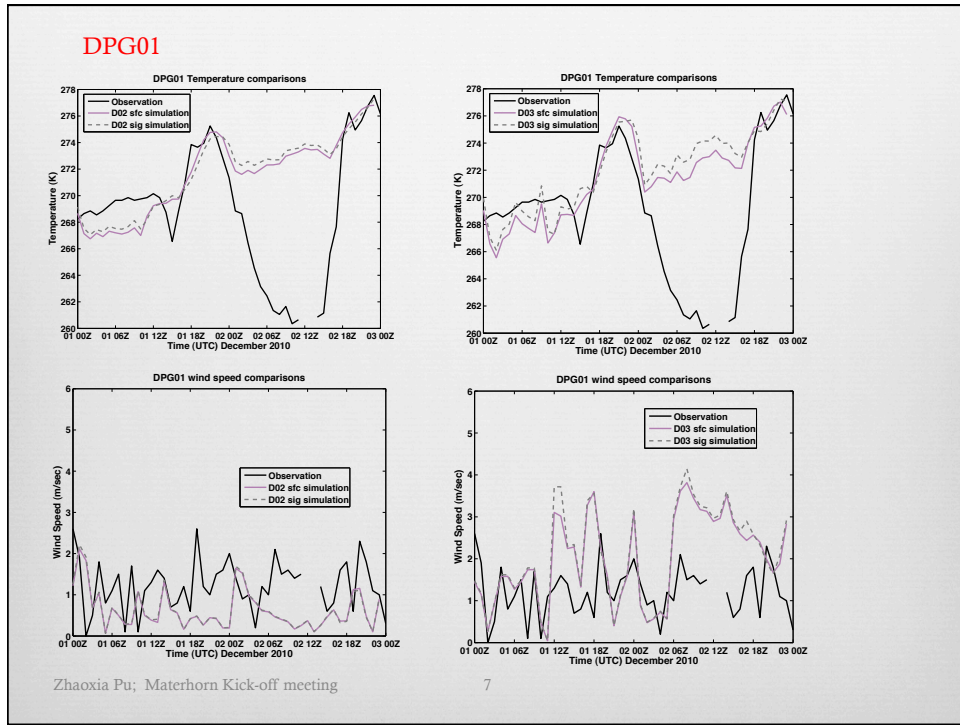 DPG01
DPG01 Temperature comparisons
278
276
274
272
270
268
266
264
262
260
Temperature (K)
Observation
D02 sfc simulation
D02 sig simulation
01 00Z 01 06Z 01 12Z 01 18Z 02 00Z 02 06Z 02 12Z 02 18Z 03 00Z
Time (UTC) December 2010
DPG01 Temperature comparisons
278
276
274
272
270
268
266
264
262
260
Temperature (K)
Observation
D03 sfc simulation
D03 sig simulation
01 00Z 01 06Z 01 12Z 01 18Z 02 00Z 02 06Z 02 12Z 02 18Z 03 00Z
Time (UTC) December 2010
DPG01 wind speed comparisons
6
5
4
3
2
1
0
Wind Speed (m/sec)
Observation
D02 sfc simulation
D02 sig simulation
01 00Z 01 06Z 01 12Z 01 18Z 02 00Z 02 06Z 02 12Z 02 18Z 03 00Z
Time (UTC) December 2010
DPG01 wind speed comparisons
6
5
4
3
2
1
0
Wind Speed (m/sec)
Observation
D03 sfc simulation
D03 sig simulation
01 00Z 01 06Z 01 12Z 01 18Z 02 00Z 02 06Z 02 12Z 02 18Z 03 00Z
Time (UTC) December 2010
Zhaoxia Pu; Materhorn Kick-off meeting
7